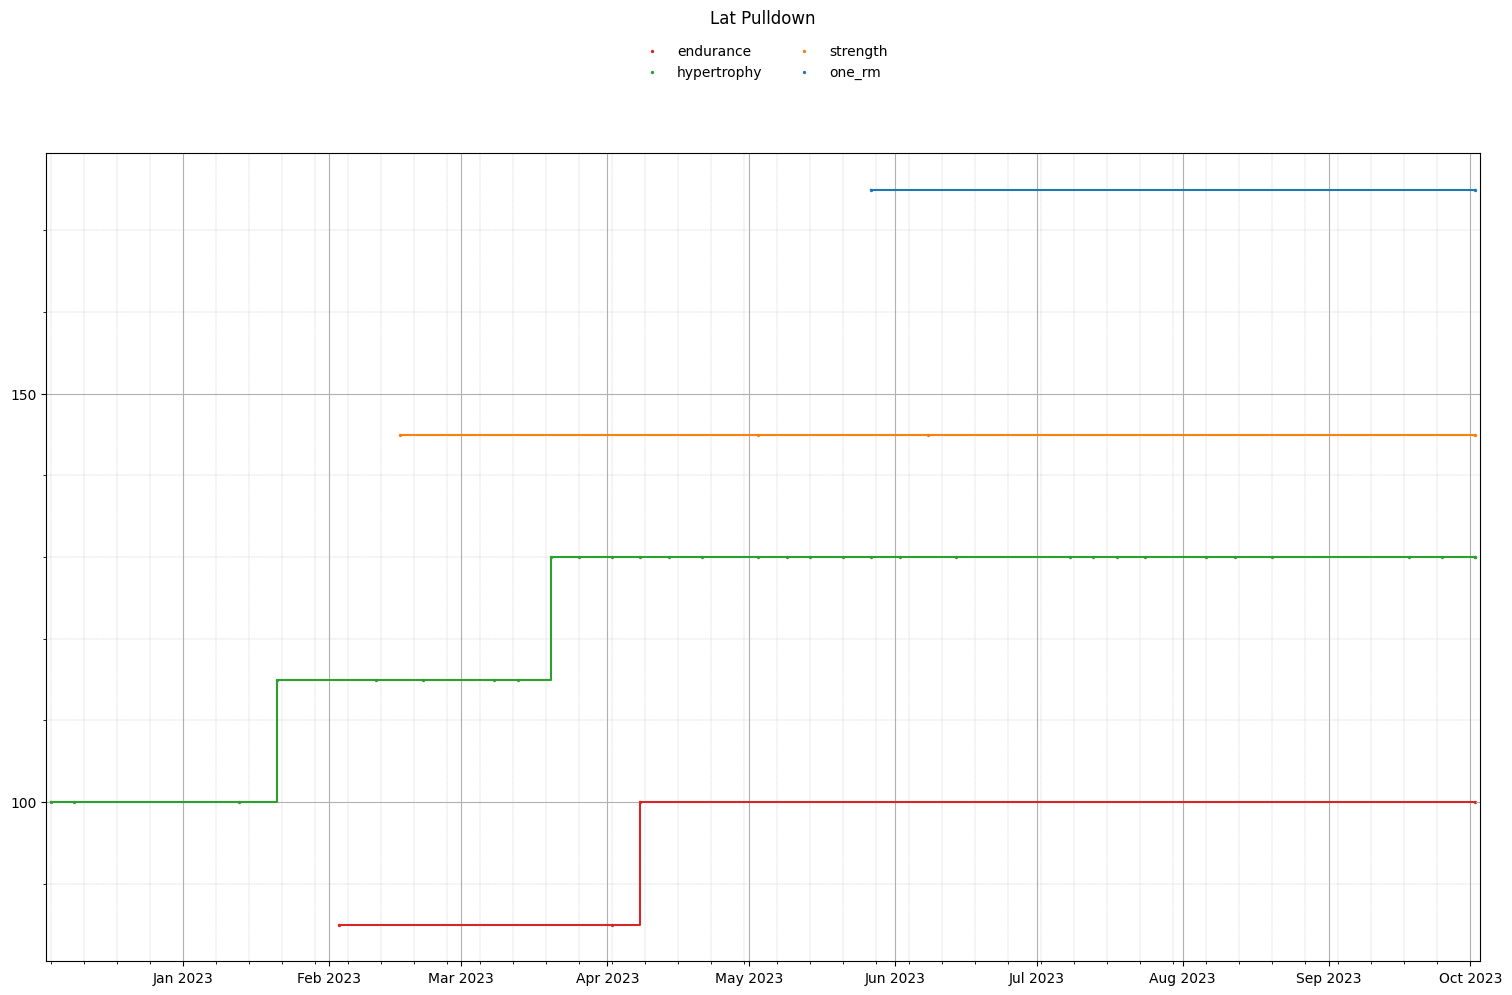 Lat Pulldown
endurance strength
hypertrophy one_rm
150
100
Jan 2023 Feb 2023 Mar 2023 Apr 2023 May 2023 Jun 2023 Jul 2023 Aug 2023 Sep 2023 Oct 2023